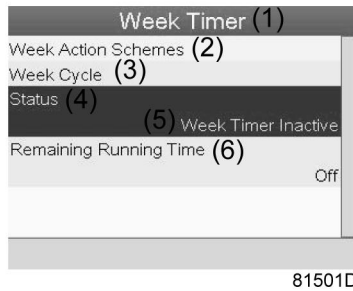 Week Timer (1)
Week Action Schemes (2)
Week Cycle (3)
Status (4)
(5) Week Timer Inactive
Remaining Running Time (6)
Off
81501D